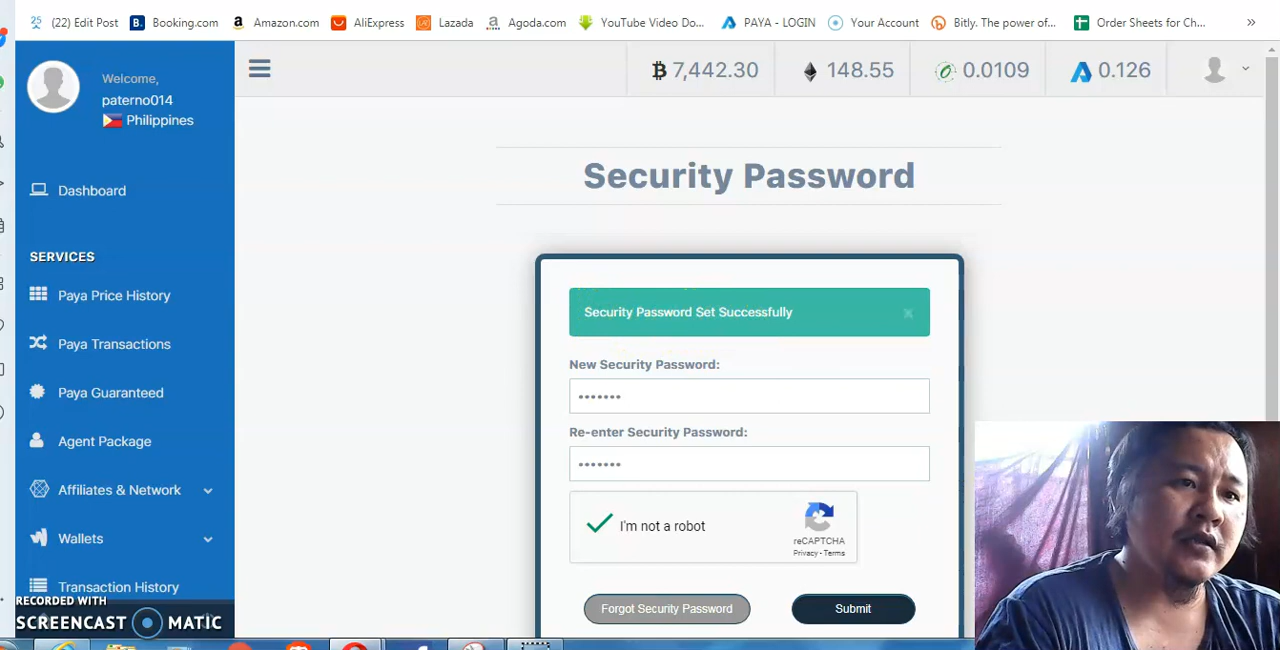 (22) Edit Post
Booking.com
Amazon.com
AliExpress
Lazada
Agoda.com
YouTube Video Do...
PAYA - LOGIN
Your Account
Bitly. The power of...
Order Sheets for Ch...
»
Welcome,
paterno014
Philippines
7,442.30
148.55
0.0109
0.126
Dashboard
SERVICES
Paya Price History
Paya Transactions
Paya Guaranteed
Agent Package
Affiliates & Network
Wallets
Transaction History
Security Password
Security Password Set Successfully
x
New Security Password:
•••••••
Re-enter Security Password:
•••••••
I'm not a robot
reCAPTCHA
Privacy - Terms
Forgot Security Password
Submit
RECORDED WITH
SCREENCAST MATIC